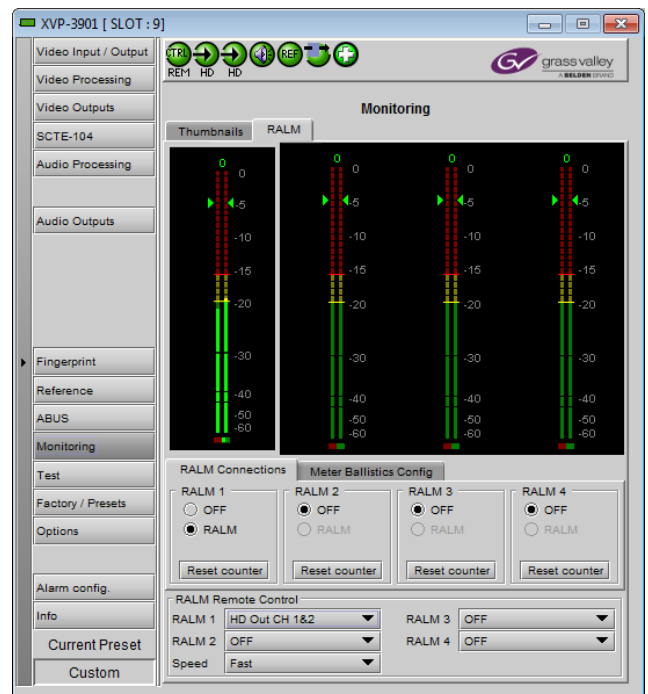 XVP-3901 [ SLOT : 9]
Video Input / Output
Video Processing
Video Outputs
SCTE-104
Audio Processing
Audio Outputs
Fingerprint
Reference
ABUS
Monitoring
Test
Factory / Presets
Options
Alarm config.
Info
Current Preset
Custom
CTRL REF
REM HD HD
GV grass valley
A BELDEN BRAND
Monitoring
Thumbnails RALM
0 0 0 0
0 0 0 0
-5 -5 -5 -5
-10 -10 -10 -10
-15 -15 -15 -15
-20 -20 -20 -20
-30 -30 -30 -30
-40 -40 -40 -40
-50 -50 -50 -50
-60 -60 -60 -60
RALM Connections Meter Ballistics Config
RALM 1 RALM 2 RALM 3 RALM 4
OFF OFF OFF OFF
RALM RALM RALM RALM
Reset counter Reset counter Reset counter Reset counter
RALM Remote Control
RALM 1 HD Out CH 1&2 RALM 3 OFF
RALM 2 OFF RALM 4 OFF
Speed Fast